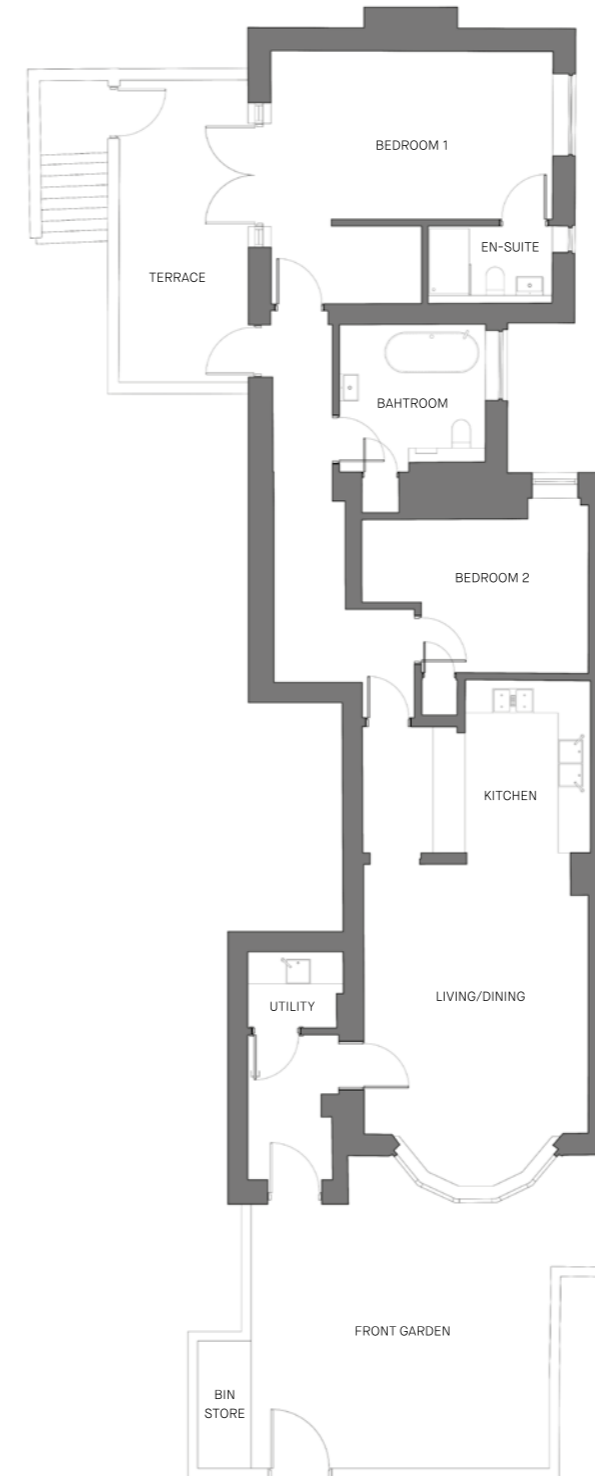 BEDROOM 1
EN-SUITE
TERRACE
BAHTROOM
BEDROOM 2
KITCHEN
LIVING/DINING
UTILITY
FRONT GARDEN
BIN
STORE